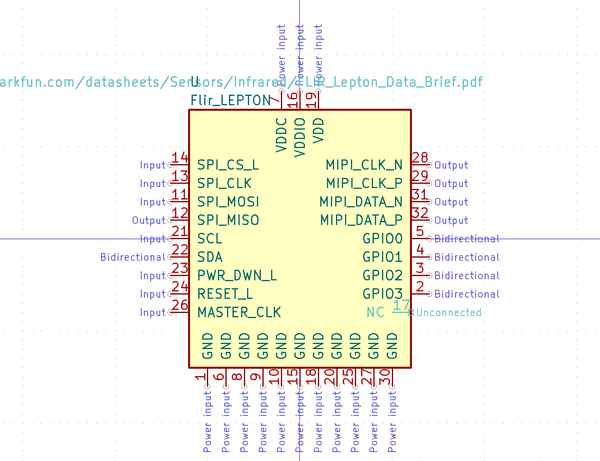 Power input Power input Power input
U
arkfun.com/datasheets/Sensors/Infrared/FLIR_Lepton_Data_Brief.pdf
Flir_LEPTON
7 16 19
VDDC VDDIO VDD
Input 14 SPI_CS_L MIPI_CLK_N 28 Output
Input 13 SPI_CLK MIPI_CLK_P 29 Output
Input 11 SPI_MOSI MIPI_DATA_N 31 Output
Output 12 SPI_MISO MIPI_DATA_P 32 Output
Input 21 SCL GPIO0 5 Bidirectional
Bidirectional 22 SDA GPIO1 4 Bidirectional
Input 23 PWR_DWN_L GPIO2 3 Bidirectional
Input 24 RESET_L GPIO3 2 Bidirectional
Input 26 MASTER_CLK NC 17 Unconnected
GND GND GND GND GND GND GND GND GND GND GND
1 6 8 9 10 15 18 20 25 27 30
Power input Power input Power input Power input Power input Power input Power input Power input Power input Power input Power input